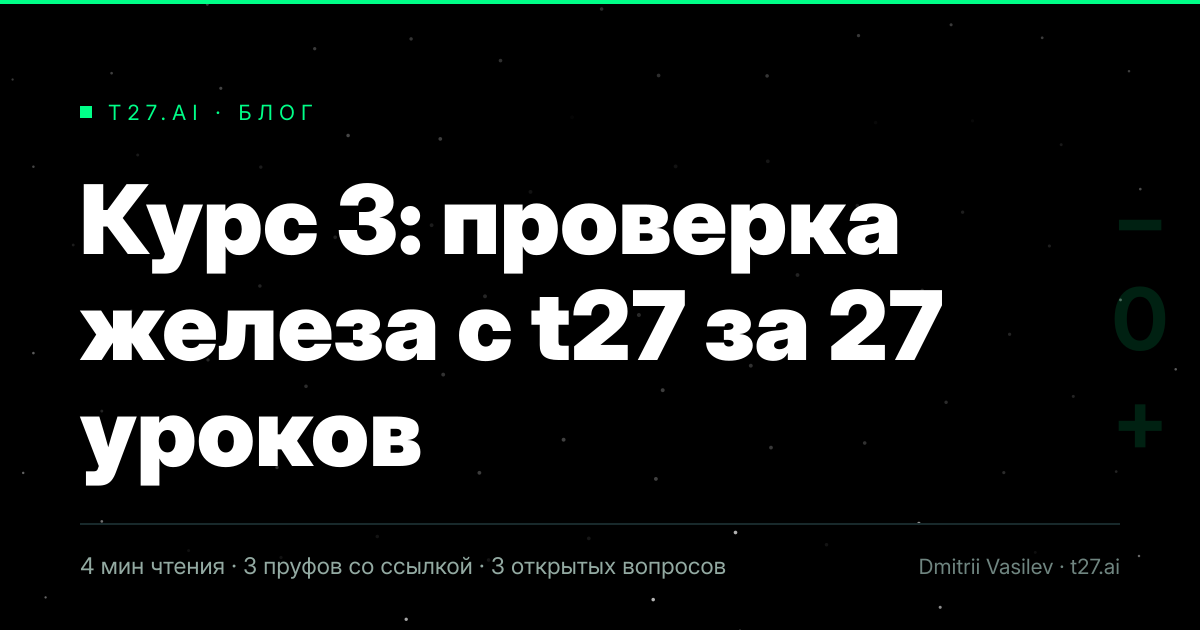 T27.AI · БЛОГ
Курс 3: проверка
железа с t27 за 27
уроков
−
0
+
4 мин чтения · 3 пруфов со ссылкой · 3 открытых вопросов
Dmitrii Vasilev · t27.ai